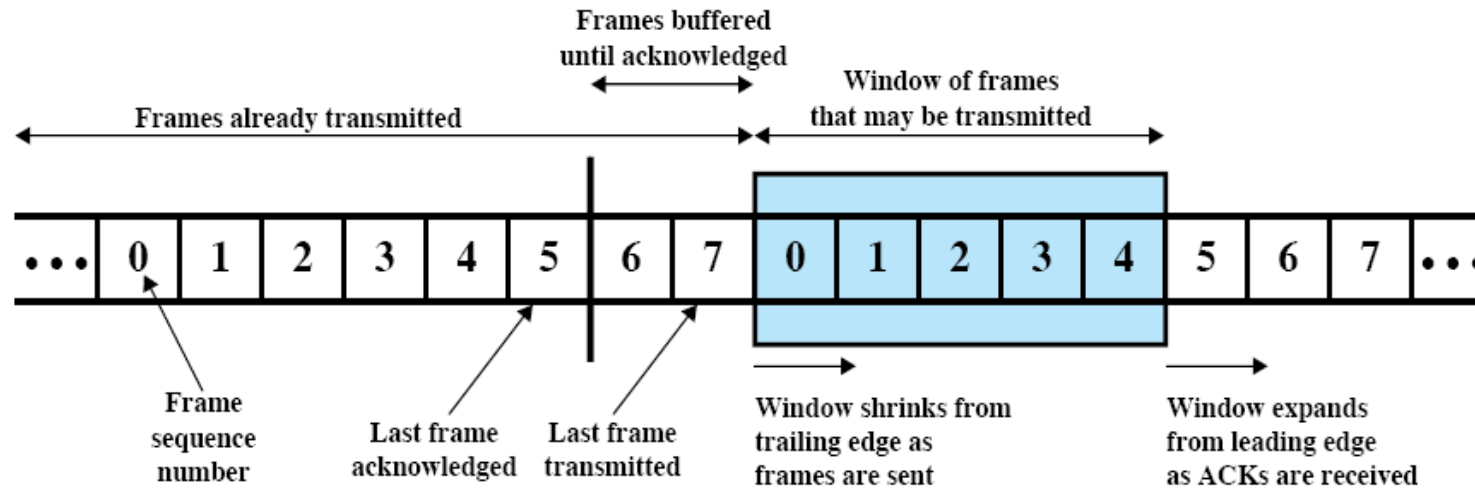 Frames buffered
until acknowledged
Window of frames
that may be transmitted
Frames already transmitted
••• 0 1 2 3 4 5 6 7 0 1 2 3 4 5 6 7 •••
Frame
sequence
number
Last frame
acknowledged
Last frame
transmitted
Window shrinks from
trailing edge as
frames are sent
Window expands
from leading edge
as ACKs are received